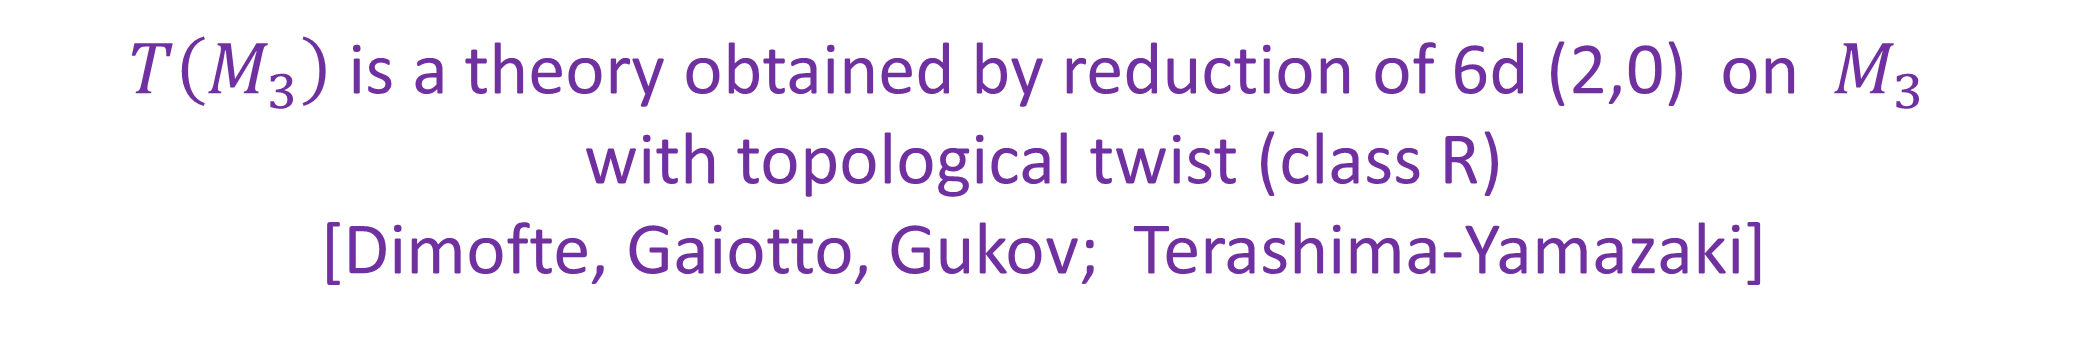 T(M₃) is a theory obtained by reduction of 6d (2,0) on M₃
with topological twist (class R)
[Dimofte, Gaiotto, Gukov; Terashima-Yamazaki]